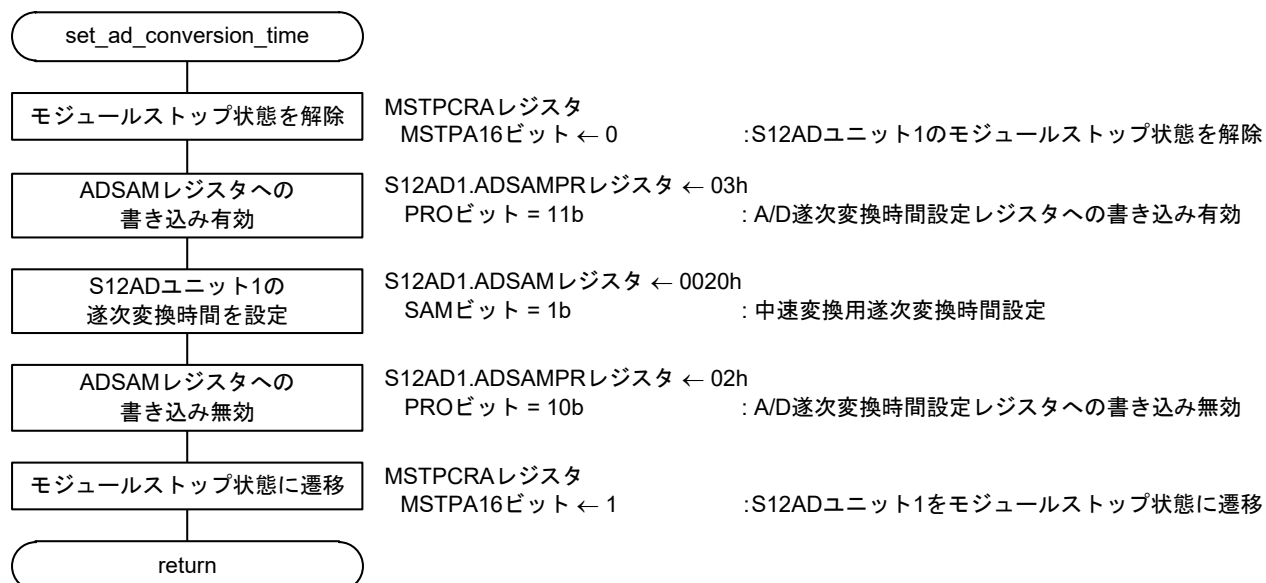 set_ad_conversion_time
モジュールストップ状態を解除
MSTPCRAレジスタ
MSTPA16ビット ← 0 :S12ADユニット1のモジュールストップ状態を解除
ADSAMレジスタへの
書き込み有効
S12AD1.ADSAMPRレジスタ ← 03h
PROビット = 11b : A/D遂次変換時間設定レジスタへの書き込み有効
S12ADユニット1の
遂次変換時間を設定
S12AD1.ADSAMレジスタ ← 0020h
SAMビット = 1b : 中速変換用遂次変換時間設定
ADSAMレジスタへの
書き込み無効
S12AD1.ADSAMPRレジスタ ← 02h
PROビット = 10b : A/D遂次変換時間設定レジスタへの書き込み無効
モジュールストップ状態に遷移
MSTPCRAレジスタ
MSTPA16ビット ← 1 :S12ADユニット1をモジュールストップ状態に遷移
return